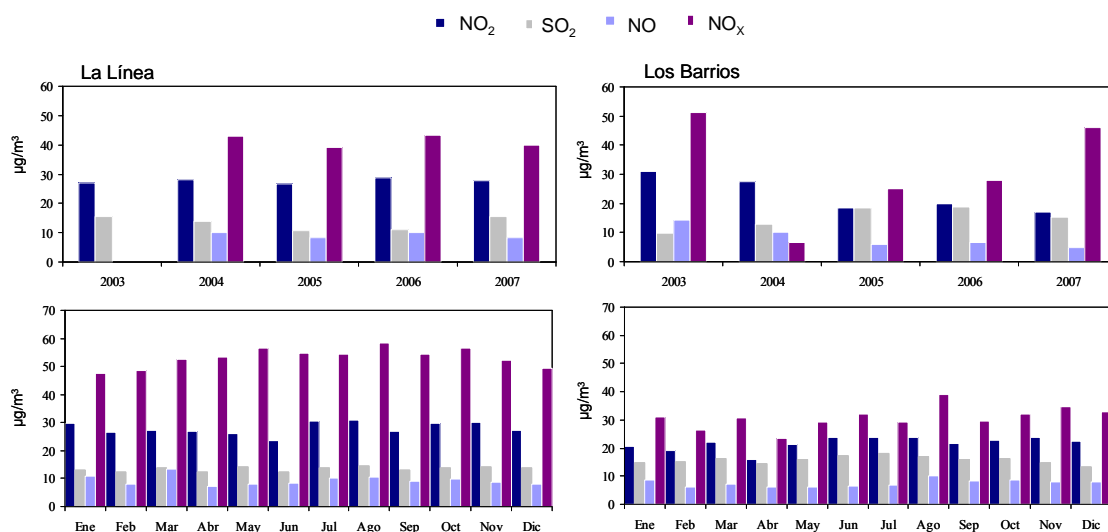 NO₂ SO₂ NO NOₓ
La Línea
60
50
40
30
20
10
0
µg/m³
2003 2004 2005 2006 2007
Los Barrios
60
50
40
30
20
10
0
µg/m³
2003 2004 2005 2006 2007
70
60
50
40
30
20
10
0
µg/m³
Ene Feb Mar Abr May Jun Jul Ago Sep Oct Nov Dic
70
60
50
40
30
20
10
0
µg/m³
Ene Feb Mar Abr May Jun Jul Ago Sep Oct Nov Dic